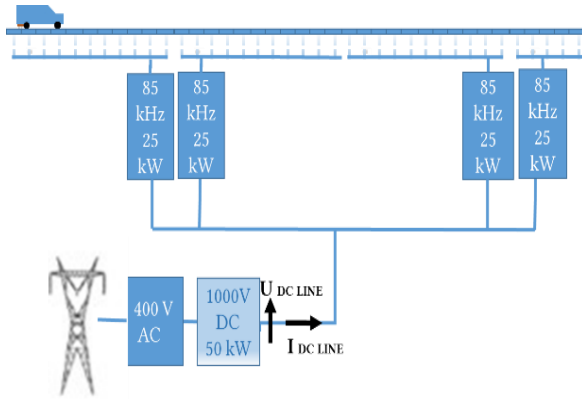 85
kHz
25
kW
85
kHz
25
kW
85
kHz
25
kW
85
kHz
25
kW
400 V
AC
1000V
DC
50 kW
U DC LINE
I DC LINE